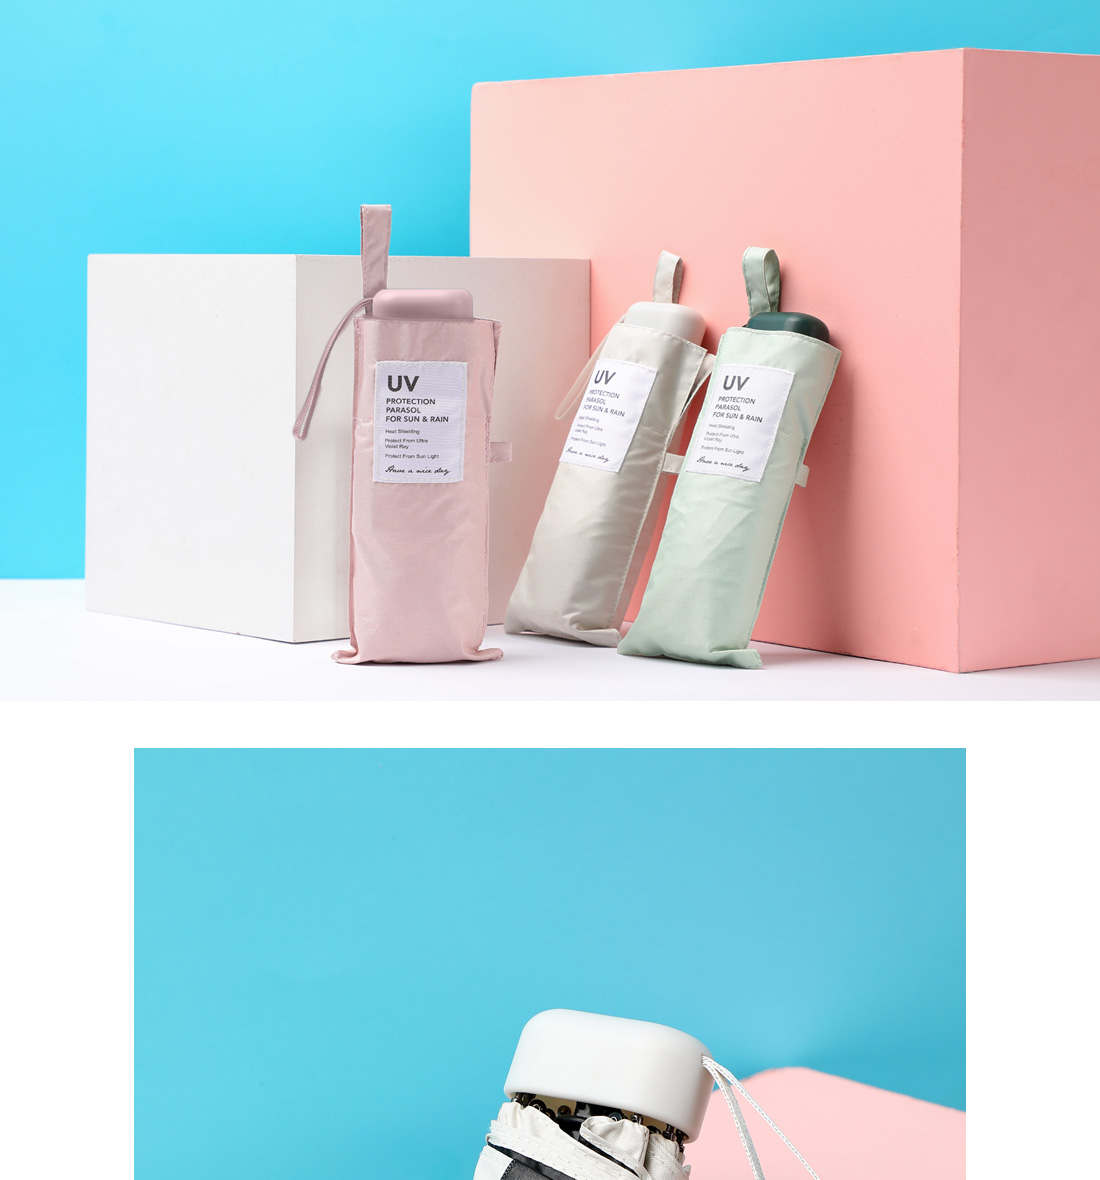 UV
PROTECTION
PARASOL
FOR SUN & RAIN
Heat Shielding
Protect From Ultra
Violet Ray
Protect From Sun Light
Have a nice day
UV
PROTECTION
PARASOL
FOR SUN & RAIN
Heat Shielding
Protect From Ultra
Violet Ray
Protect From Sun Light
Have a nice day
UV
PROTECTION
PARASOL
FOR SUN & RAIN
Heat Shielding
Protect From Ultra
Violet Ray
Protect From Sun Light
Have a nice day